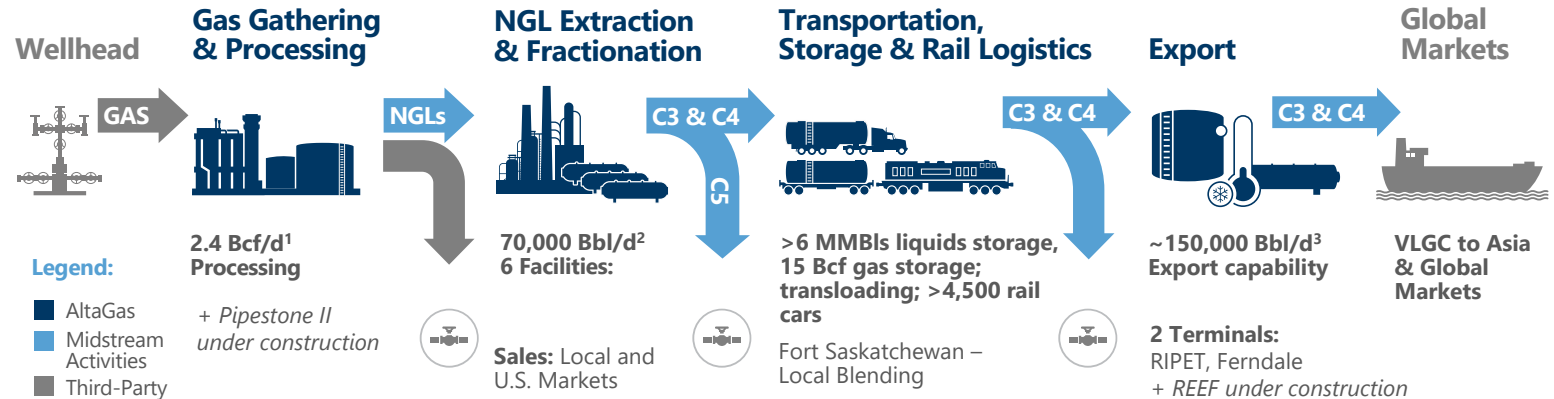 Wellhead
GAS
Gas Gathering
& Processing
2.4 Bcf/d¹
Processing
+ Pipestone II
under construction
NGLs
NGL Extraction
& Fractionation
70,000 Bbl/d²
6 Facilities:
Sales: Local and
U.S. Markets
C3 & C4
C5
Transportation,
Storage & Rail Logistics
>6 MMBls liquids storage,
15 Bcf gas storage;
transloading; >4,500 rail
cars
Fort Saskatchewan –
Local Blending
C3 & C4
Export
~150,000 Bbl/d³
Export capability
2 Terminals:
RIPET, Ferndale
+ REEF under construction
C3 & C4
Global
Markets
VLGC to Asia
& Global
Markets
Legend:
AltaGas
Midstream
Activities
Third-Party